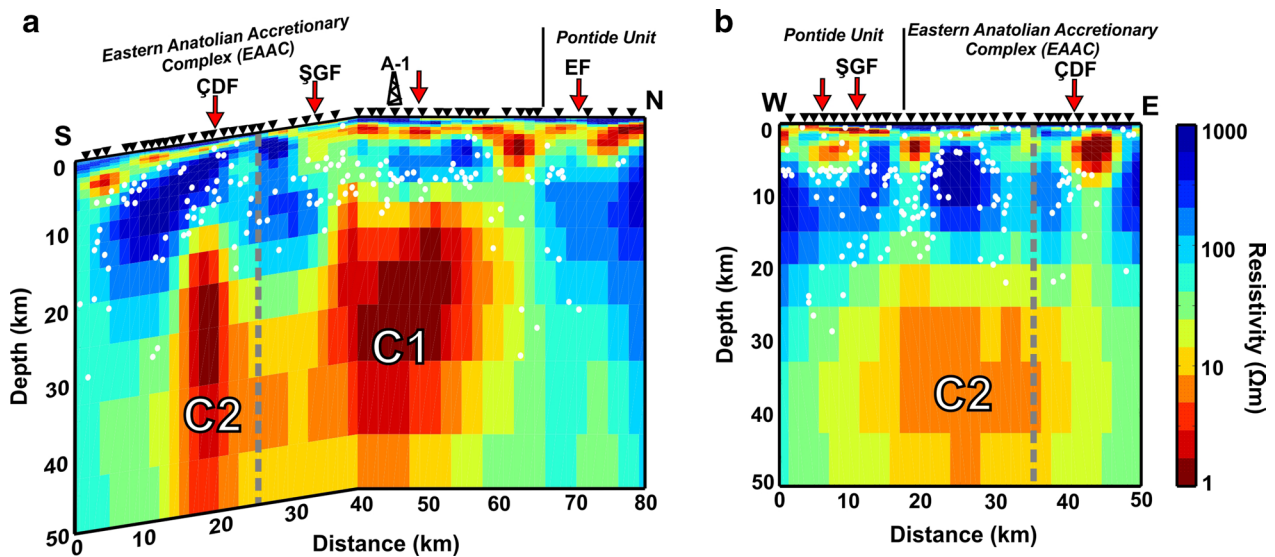 a
Eastern Anatolian Accretionary
Complex (EAAC)
Pontide Unit
ÇDF
ŞGF
A-1
EF
S
N
0
10
20
30
40
50
Depth (km)
C2
C1
0
10
20
30
40
50
60
70
80
Distance (km)
b
Pontide Unit
Eastern Anatolian Accretionary
Complex (EAAC)
ŞGF
ÇDF
W
E
0
10
20
30
40
50
Depth (km)
C2
0
10
20
30
40
50
Distance (km)
1000
100
10
1
Resistivity (Ωm)